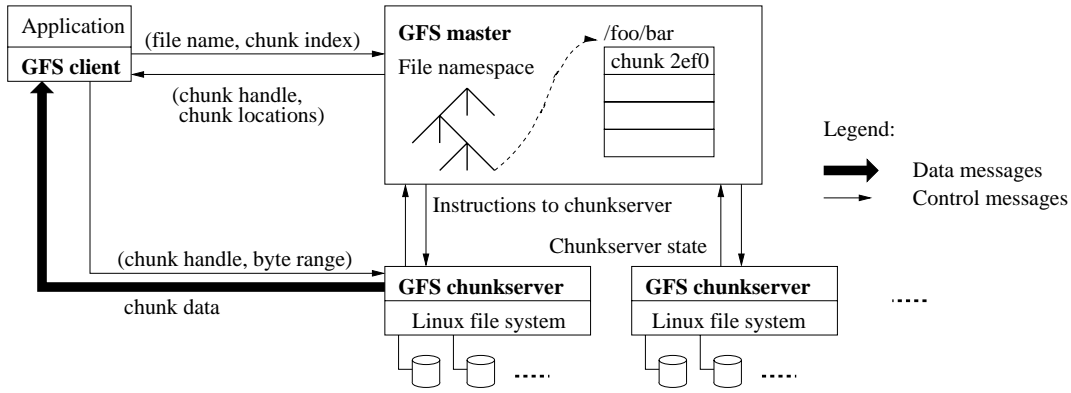 Application
GFS client
(file name, chunk index)
(chunk handle,
chunk locations)
GFS master
File namespace
/foo/bar
chunk 2ef0
Legend:
Data messages
Control messages
Instructions to chunkserver
Chunkserver state
(chunk handle, byte range)
chunk data
GFS chunkserver
Linux file system
GFS chunkserver
Linux file system